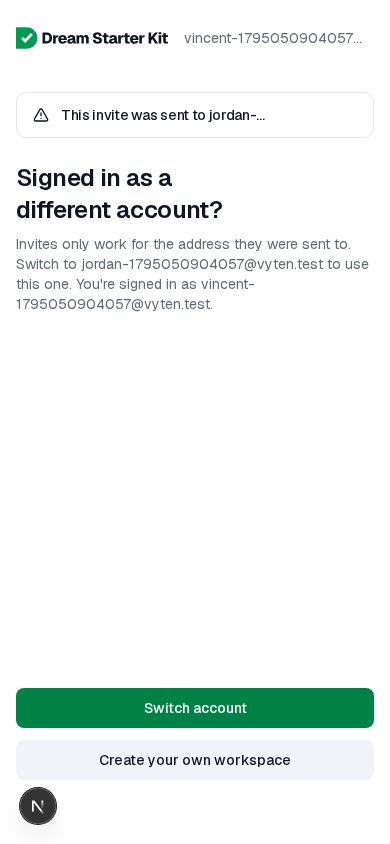 Dream Starter Kit
vincent-1795050904057...
This invite was sent to jordan-...
Signed in as a
different account?
Invites only work for the address they were sent to.
Switch to jordan-1795050904057@vyten.test to use
this one. You're signed in as vincent-
1795050904057@vyten.test.
Switch account
Create your own workspace
N